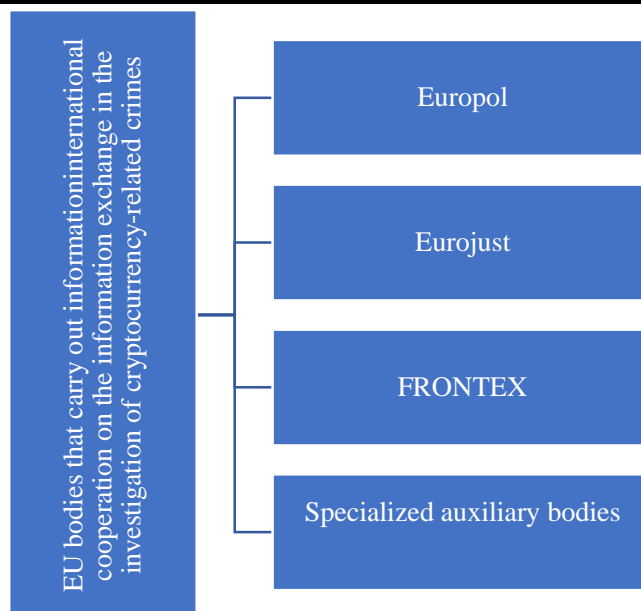 EU bodies that carry out informationinternational
cooperation on the information exchange in the
investigation of cryptocurrency-related crimes
Europol
Eurojust
FRONTEX
Specialized auxiliary bodies